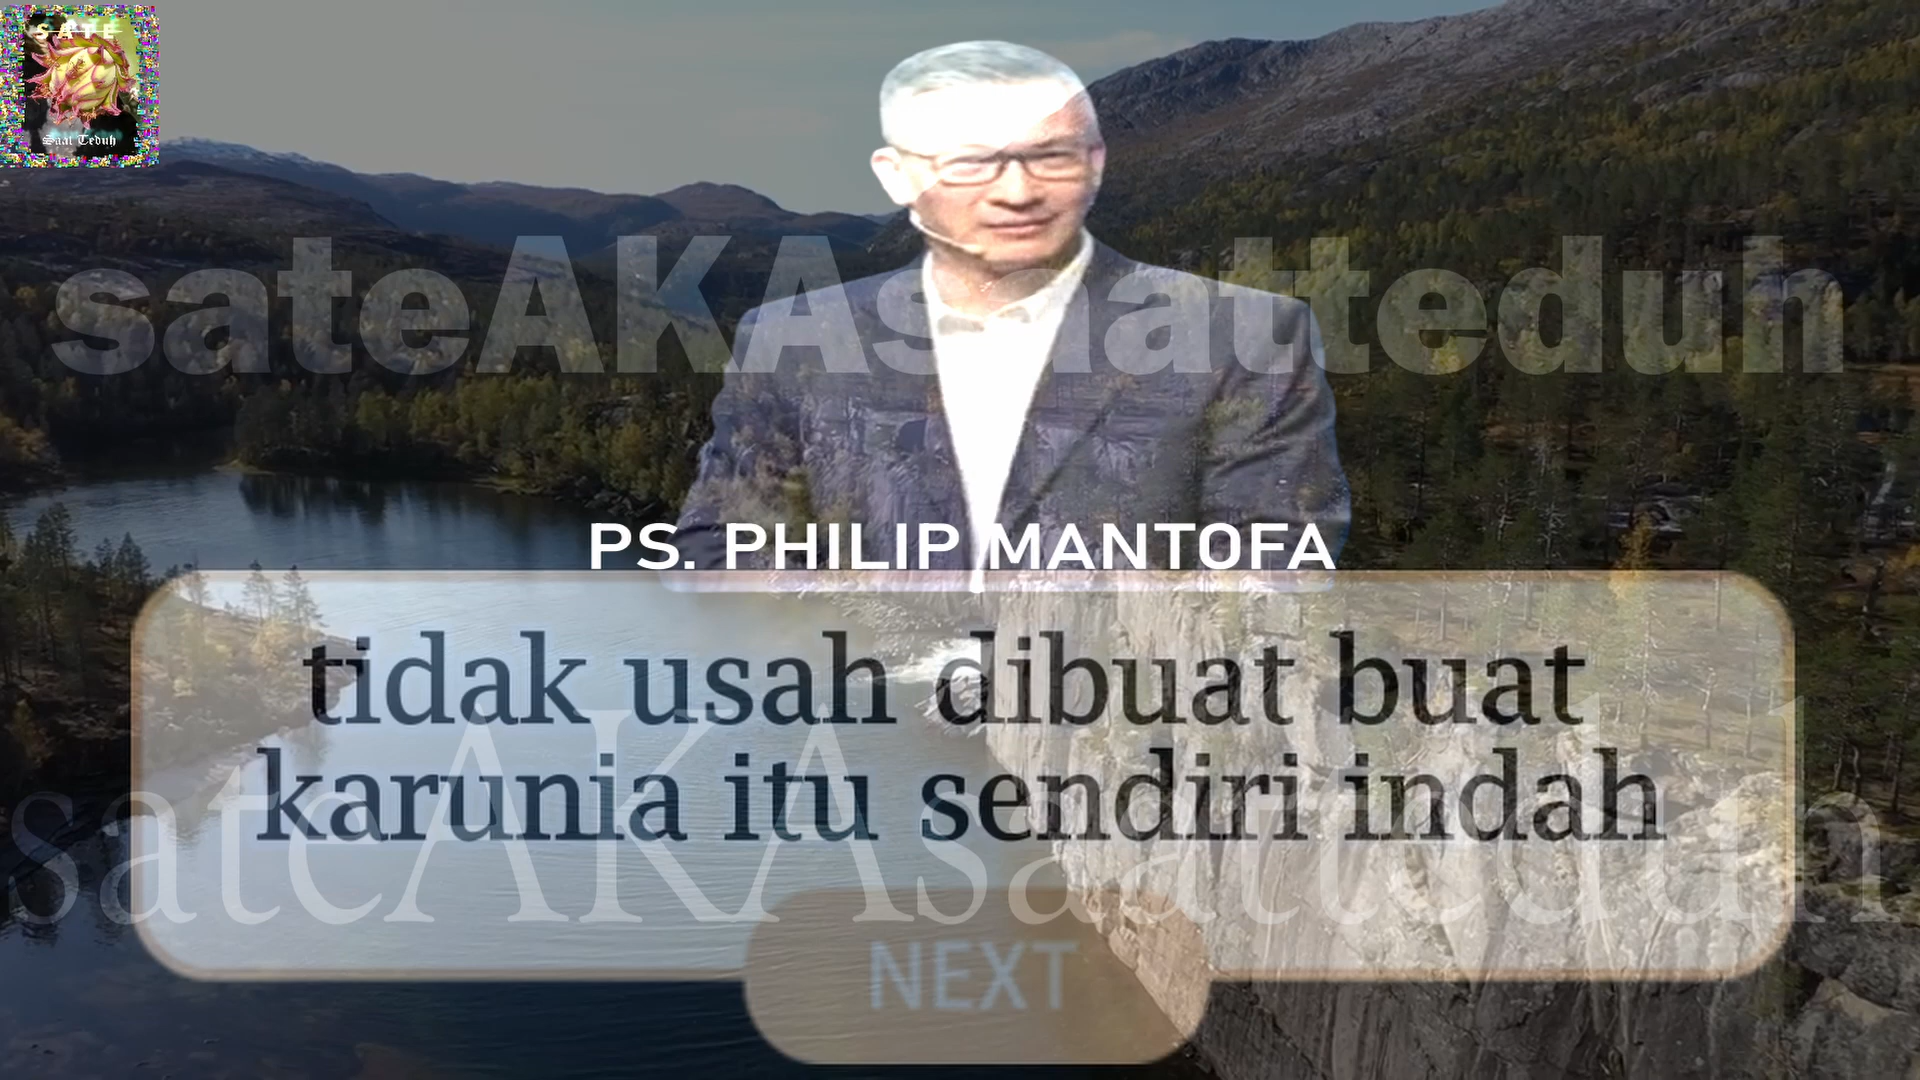 SATE
Saat Teduh
sateAKAsaatteduh
PS. PHILIP MANTOFA
tidak usah dibuat buat
karunia itu sendiri indah
sateAKAsaatteduh
NEXT